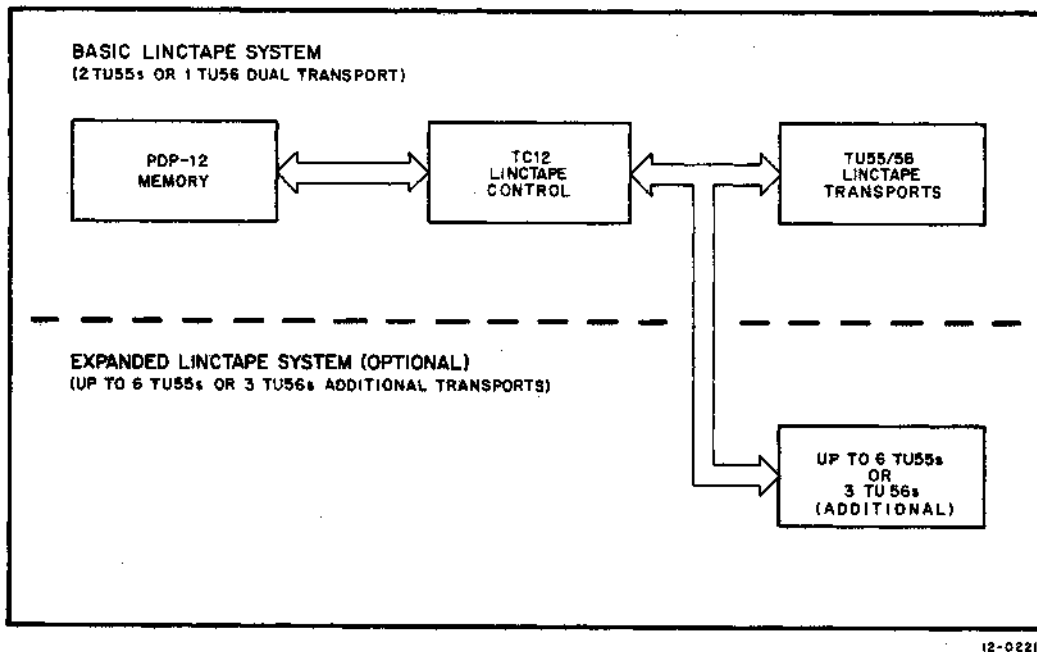 BASIC LINCTAPE SYSTEM
(2 TU55s OR 1 TU56 DUAL TRANSPORT)
PDP-12
MEMORY
TC12
LINCTAPE
CONTROL
TU55/56
LINCTAPE
TRANSPORTS
EXPANDED LINCTAPE SYSTEM (OPTIONAL)
(UP TO 6 TU55s OR 3 TU56s ADDITIONAL TRANSPORTS)
UP TO 6 TU55s
OR
3 TU56s
(ADDITIONAL)
12-0221